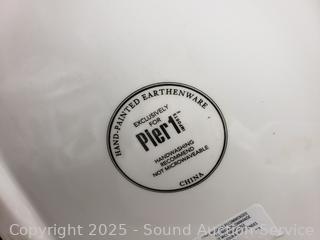 HAND-PAINTED EARTHENWARE
EXCLUSIVELY
FOR
Pier 1
HANDWASHING
RECOMMEND
NOT MICROWAVEABLE
CHINA
Copyright 2025 - Sound Auction Service